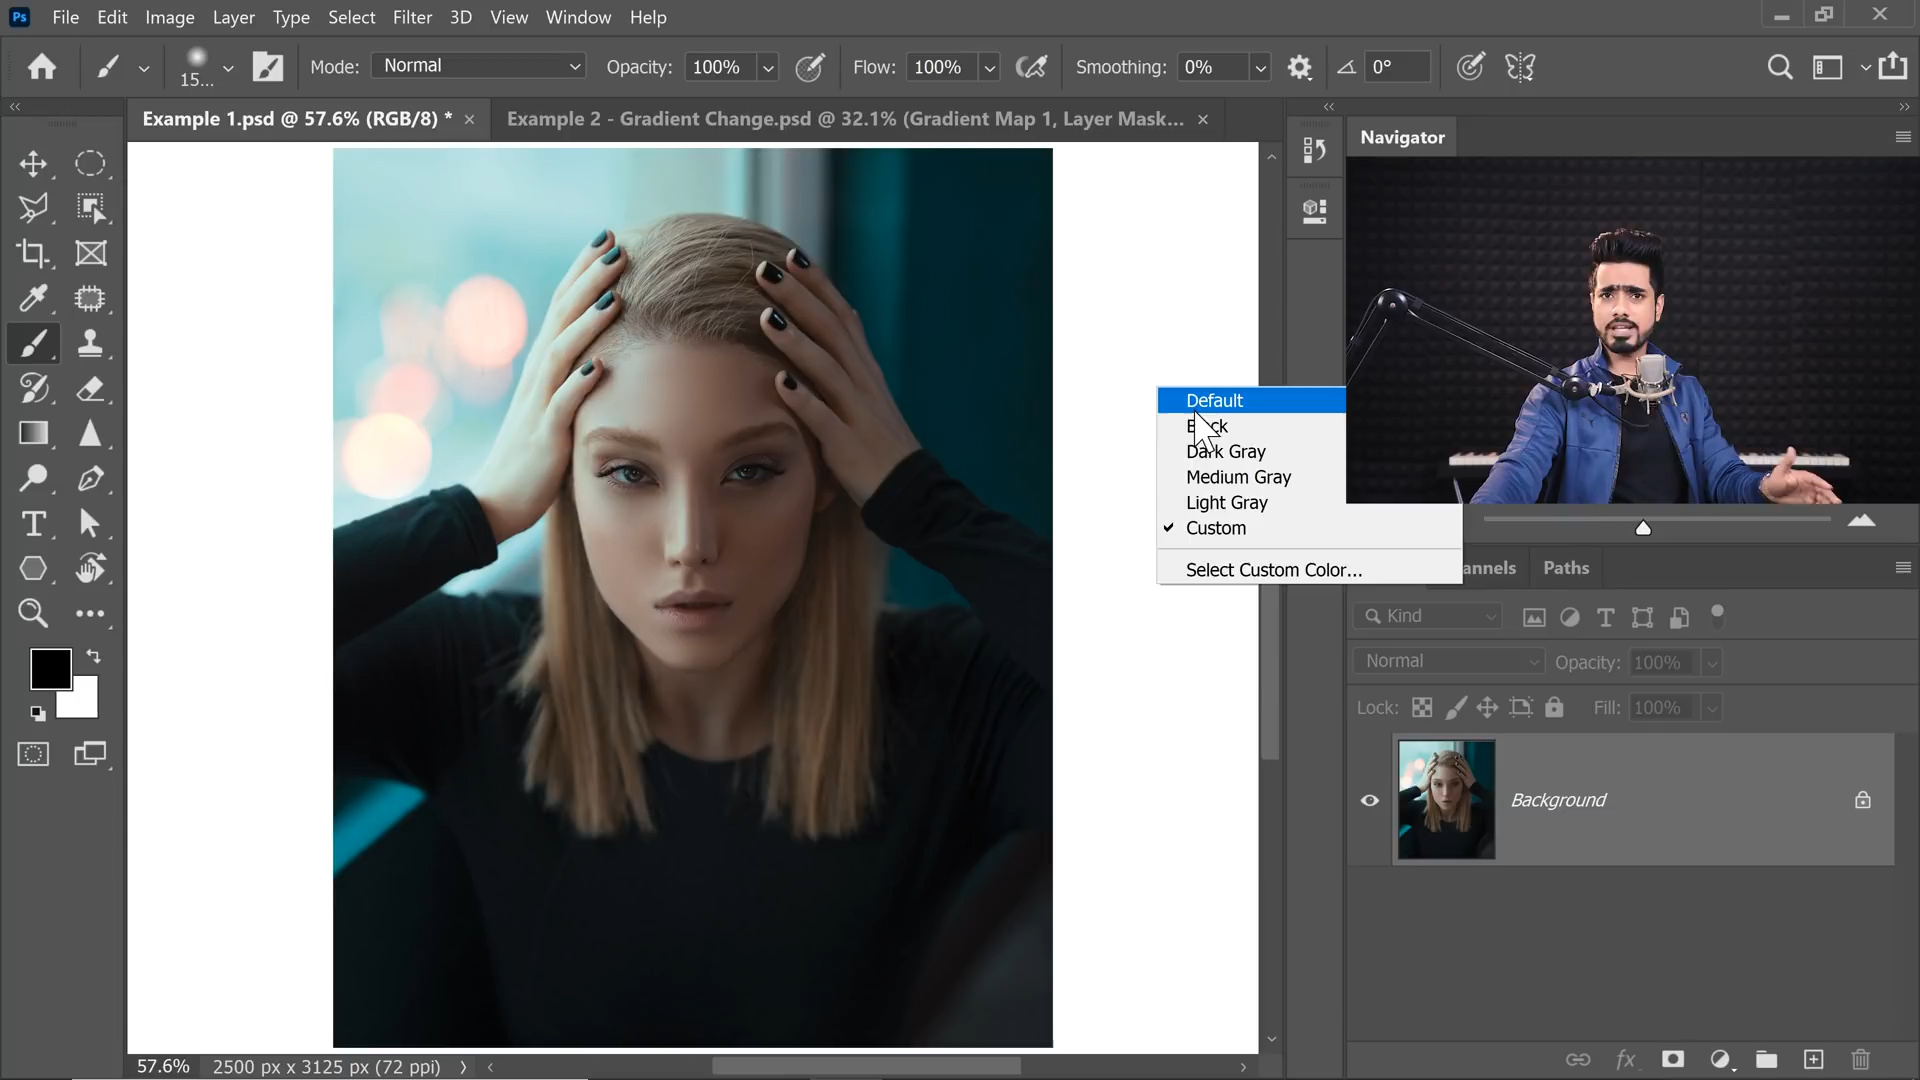 Ps File Edit Image Layer Type Select Filter 3D View Window Help
15... Mode: Normal Opacity: 100% Flow: 100% Smoothing: 0% 0°
Example 1.psd @ 57.6% (RGB/8) * × Example 2 - Gradient Change.psd @ 32.1% (Gradient Map 1, Layer Mask... ×
Navigator
Default
Dark Gray
Medium Gray
Light Gray
Custom
Select Custom Color...
Paths
Kind
Normal Opacity: 100%
Lock: Fill: 100%
Background
57.6% 2500 px x 3125 px (72 ppi)